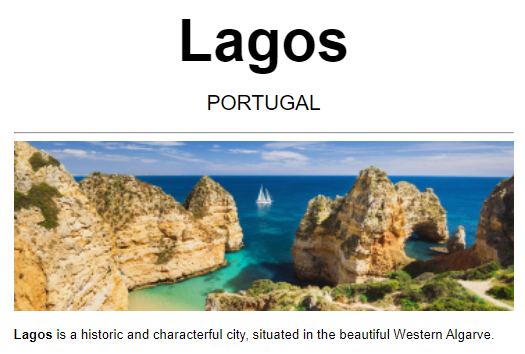 Lagos
PORTUGAL
Lagos is a historic and characterful city, situated in the beautiful Western Algarve.